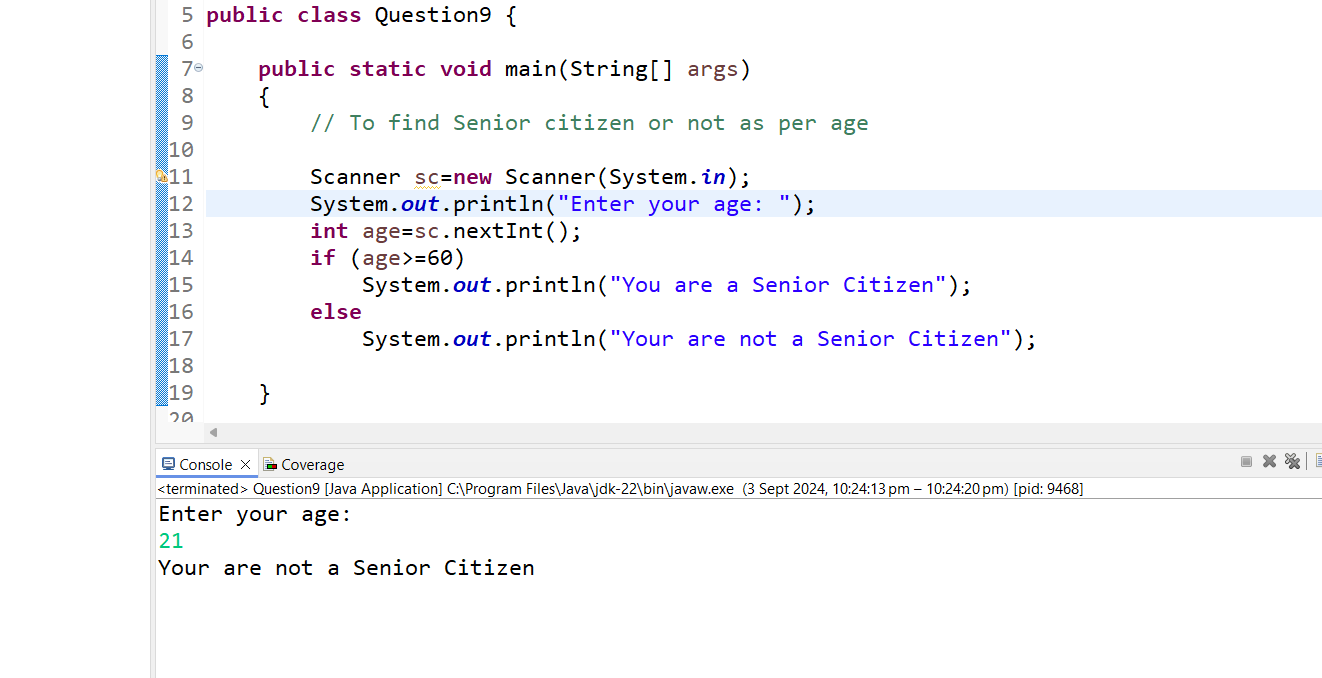 5 public class Question9 {
6
7 public static void main(String[] args)
8 {
9 // To find Senior citizen or not as per age
10
11 Scanner sc=new Scanner(System.in);
12 System.out.println("Enter your age: ");
13 int age=sc.nextInt();
14 if (age>=60)
15 System.out.println("You are a Senior Citizen");
16 else
17 System.out.println("Your are not a Senior Citizen");
18
19 }
20
Console Coverage
<terminated> Question9 [Java Application] C:\Program Files\Java\jdk-22\bin\javaw.exe (3 Sept 2024, 10:24:13 pm – 10:24:20 pm) [pid: 9468]
Enter your age:
21
Your are not a Senior Citizen